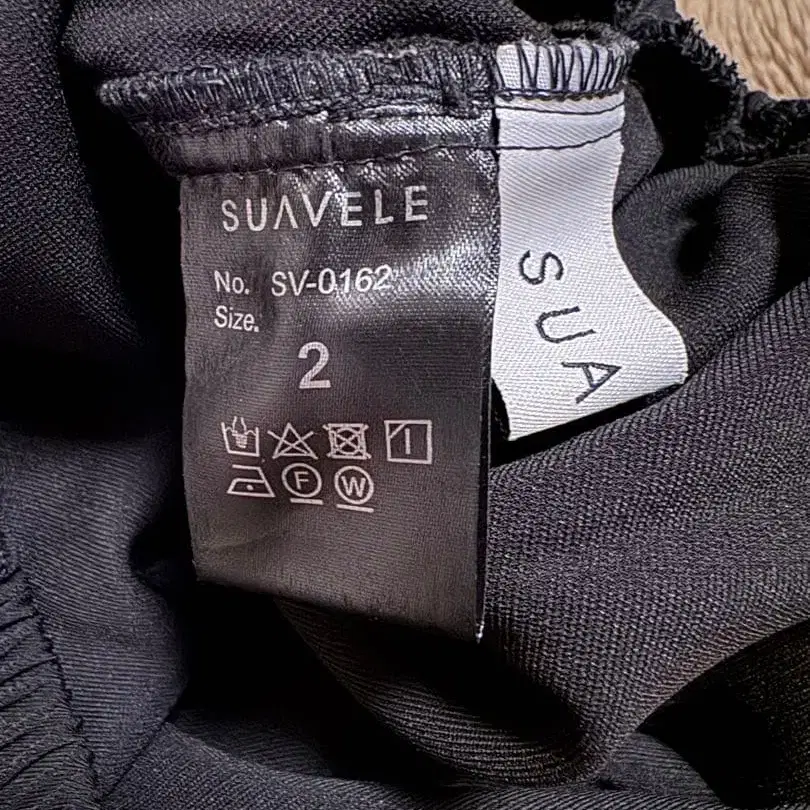 SUAVELE
No. SV-0162
Size.
2
F W
SUA